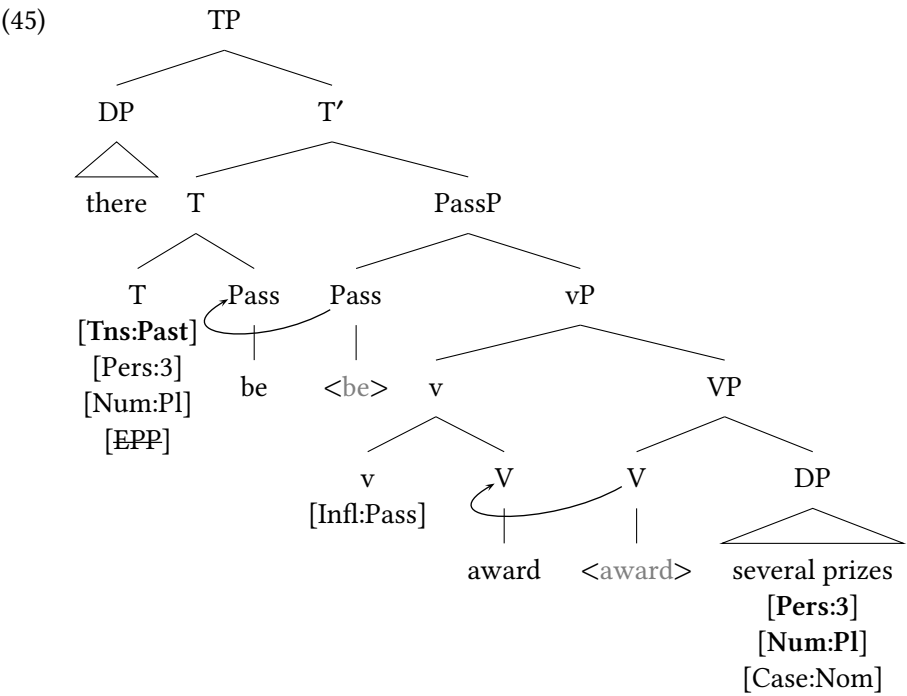 (45) TP
DP T′
there T PassP
T Pass Pass vP
[Tns:Past]
[Pers:3] be <be> v VP
[Num:Pl]
[EPP]
v V V DP
[Infl:Pass]
award <award> several prizes
[Pers:3]
[Num:Pl]
[Case:Nom]